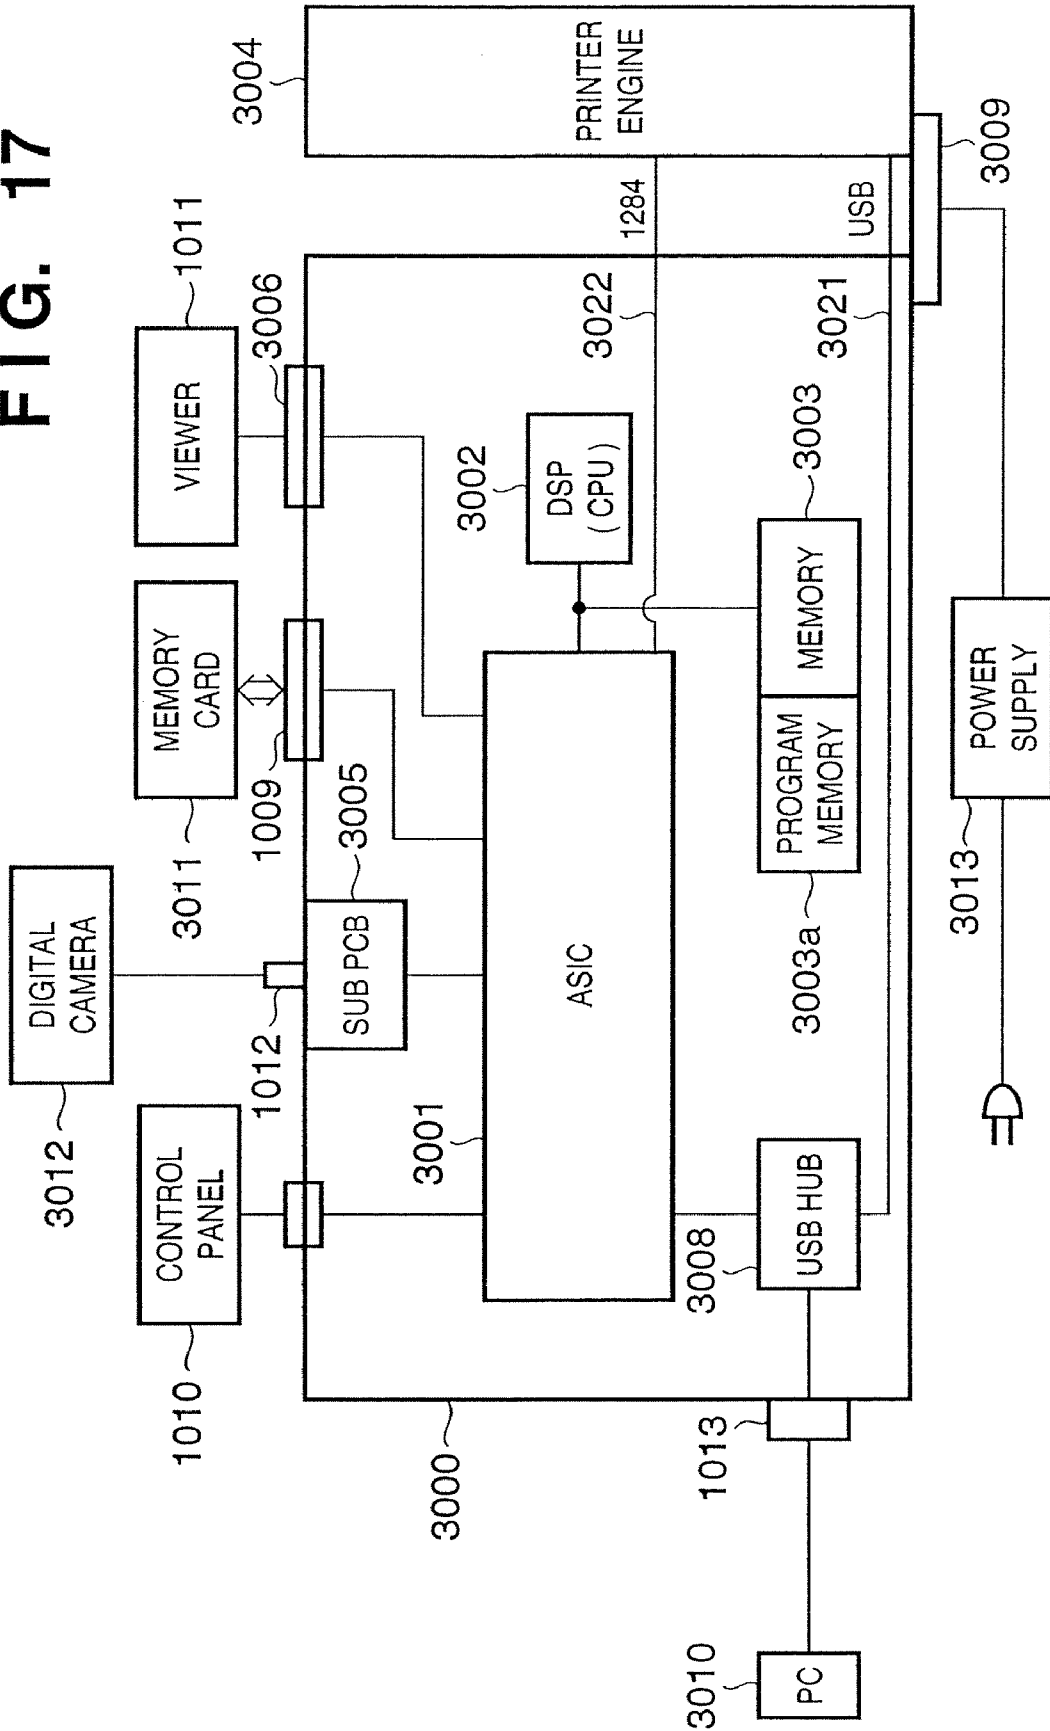 FIG. 17
3012
DIGITAL
CAMERA
1010
CONTROL
PANEL
3011
MEMORY
CARD
VIEWER
1011
1012
1009
3006
3004
3000
SUB PCB
3005
3001
ASIC
3002
DSP
(CPU)
3022
1284
PRINTER
ENGINE
3010
PC
1013
3008
USB HUB
3003a
PROGRAM
MEMORY
MEMORY
3003
3021
USB
3009
3013
POWER
SUPPLY